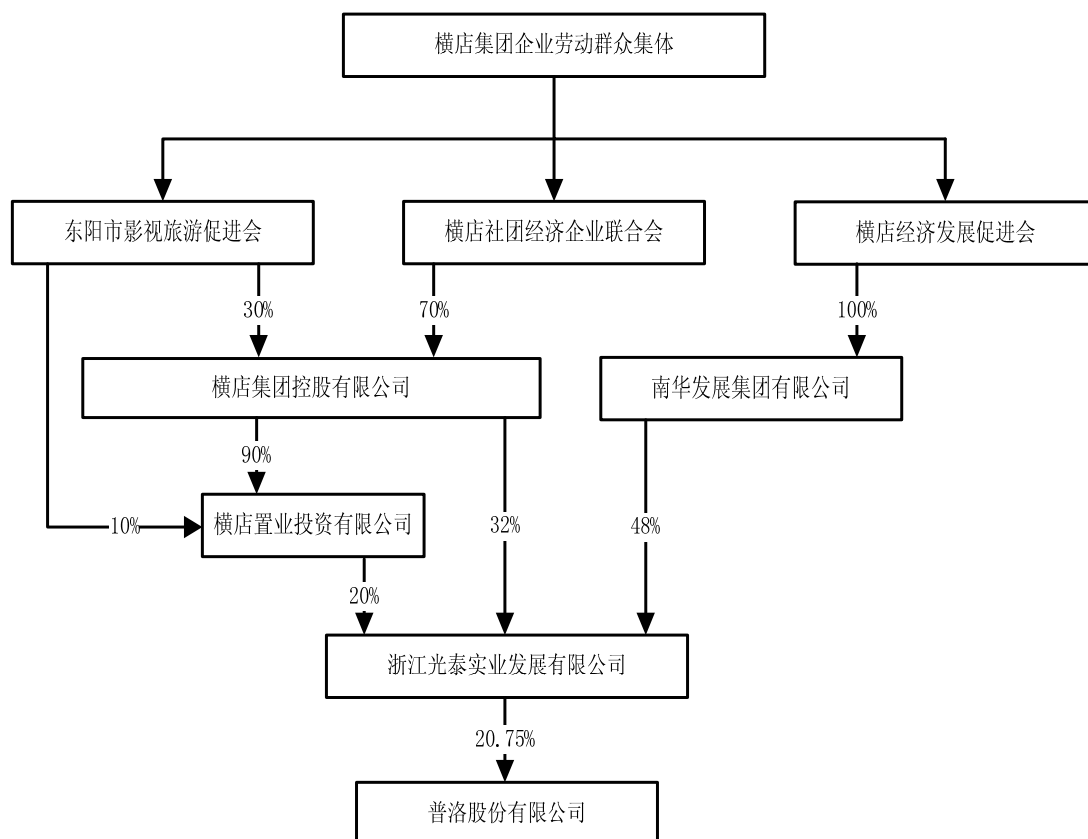 横店集团企业劳动群众集体
东阳市影视旅游促进会
横店社团经济企业联合会
横店经济发展促进会
30%
70%
100%
横店集团控股有限公司
南华发展集团有限公司
90%
10%
横店置业投资有限公司
32%
48%
20%
浙江光泰实业发展有限公司
20.75%
普洛股份有限公司